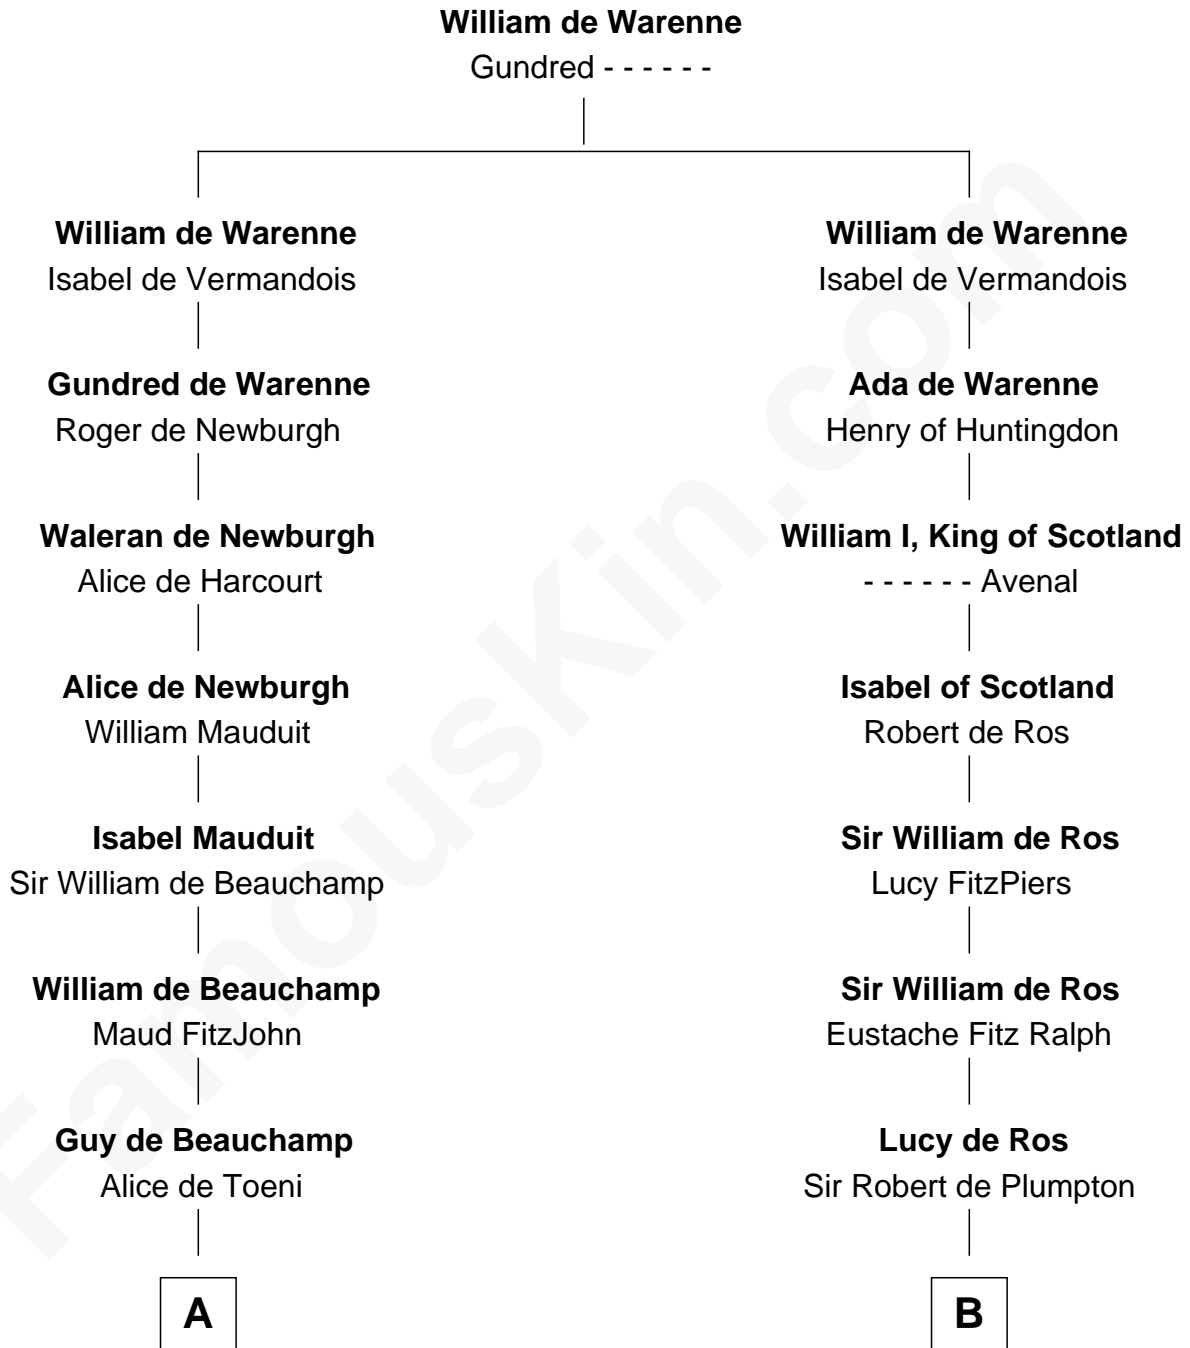 William de Warenne
Gundred - - - - - -
William de Warenne
Isabel de Vermandois
Gundred de Warenne
Roger de Newburgh
Waleran de Newburgh
Alice de Harcourt
Alice de Newburgh
William Mauduit
Isabel Mauduit
Sir William de Beauchamp
William de Beauchamp
Maud FitzJohn
Guy de Beauchamp
Alice de Toeni
A
William de Warenne
Isabel de Vermandois
Ada de Warenne
Henry of Huntingdon
William I, King of Scotland
- - - - - - Avenal
Isabel of Scotland
Robert de Ros
Sir William de Ros
Lucy FitzPiers
Sir William de Ros
Eustache Fitz Ralph
Lucy de Ros
Sir Robert de Plumpton
B
FamousKin.com